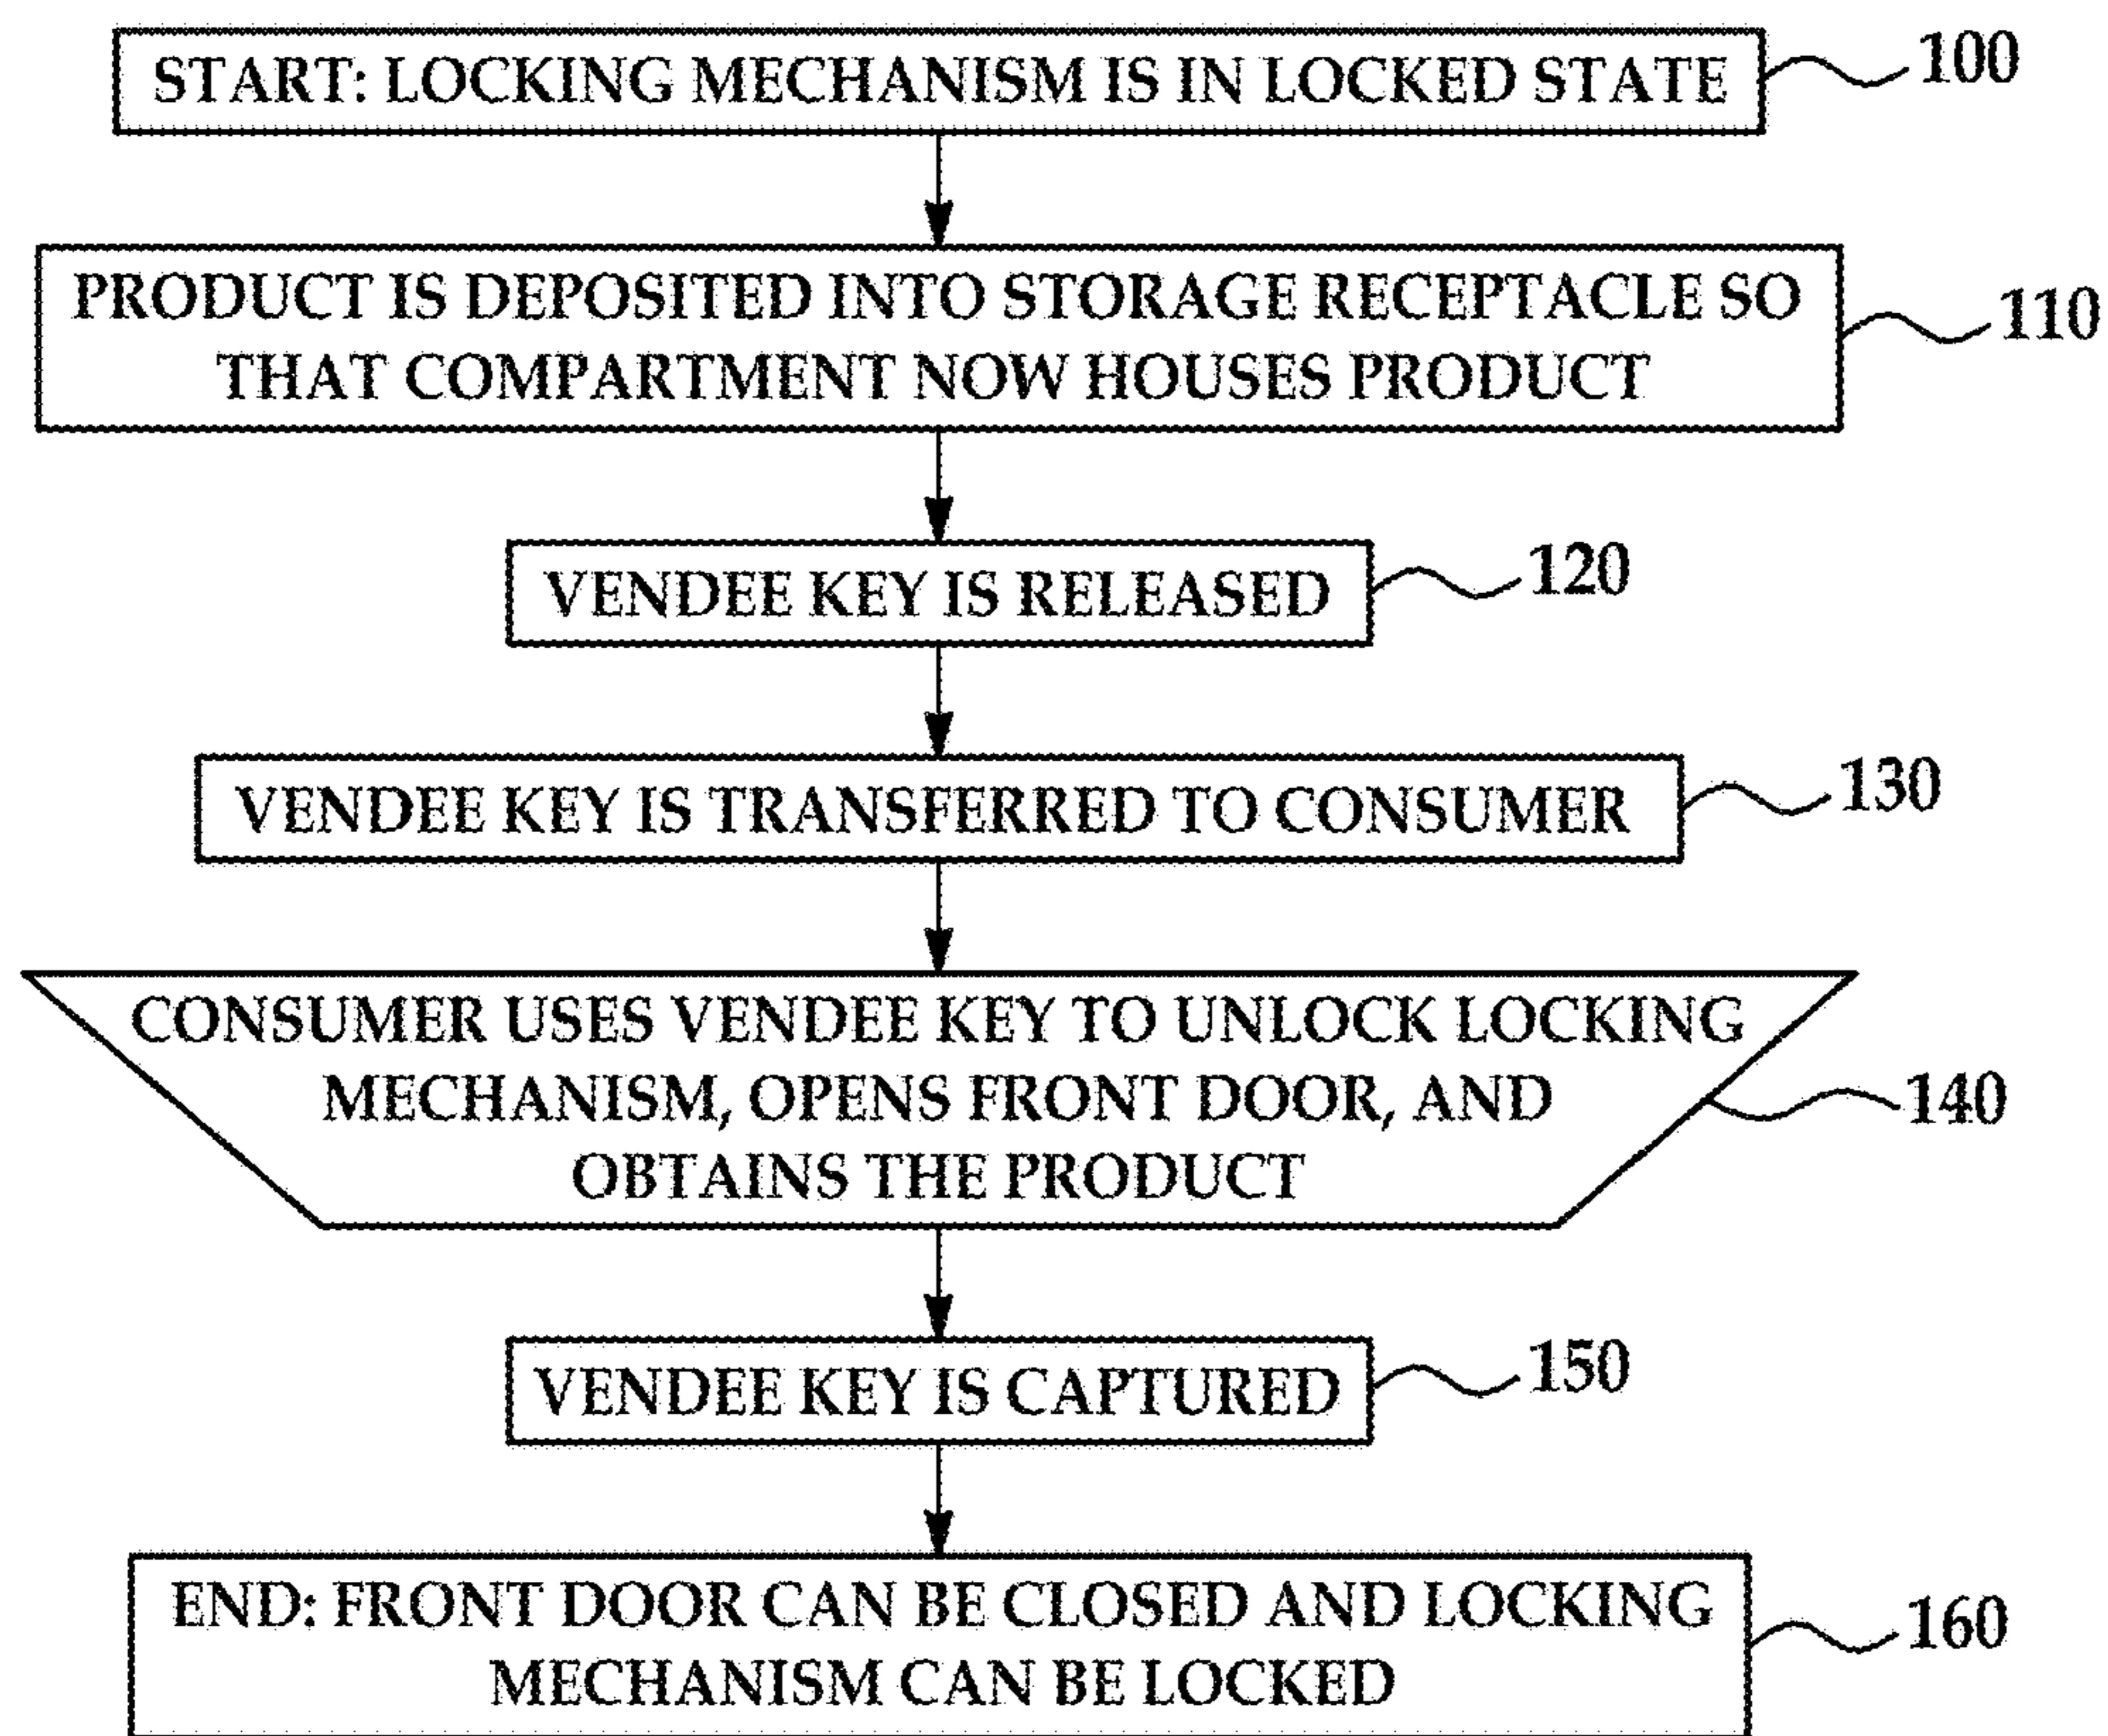 START: LOCKING MECHANISM IS IN LOCKED STATE
100
PRODUCT IS DEPOSITED INTO STORAGE RECEPTACLE SO
THAT COMPARTMENT NOW HOUSES PRODUCT
110
VENDEE KEY IS RELEASED
120
VENDEE KEY IS TRANSFERRED TO CONSUMER
130
CONSUMER USES VENDEE KEY TO UNLOCK LOCKING
MECHANISM, OPENS FRONT DOOR, AND
OBTAINS THE PRODUCT
140
VENDEE KEY IS CAPTURED
150
END: FRONT DOOR CAN BE CLOSED AND LOCKING
MECHANISM CAN BE LOCKED
160